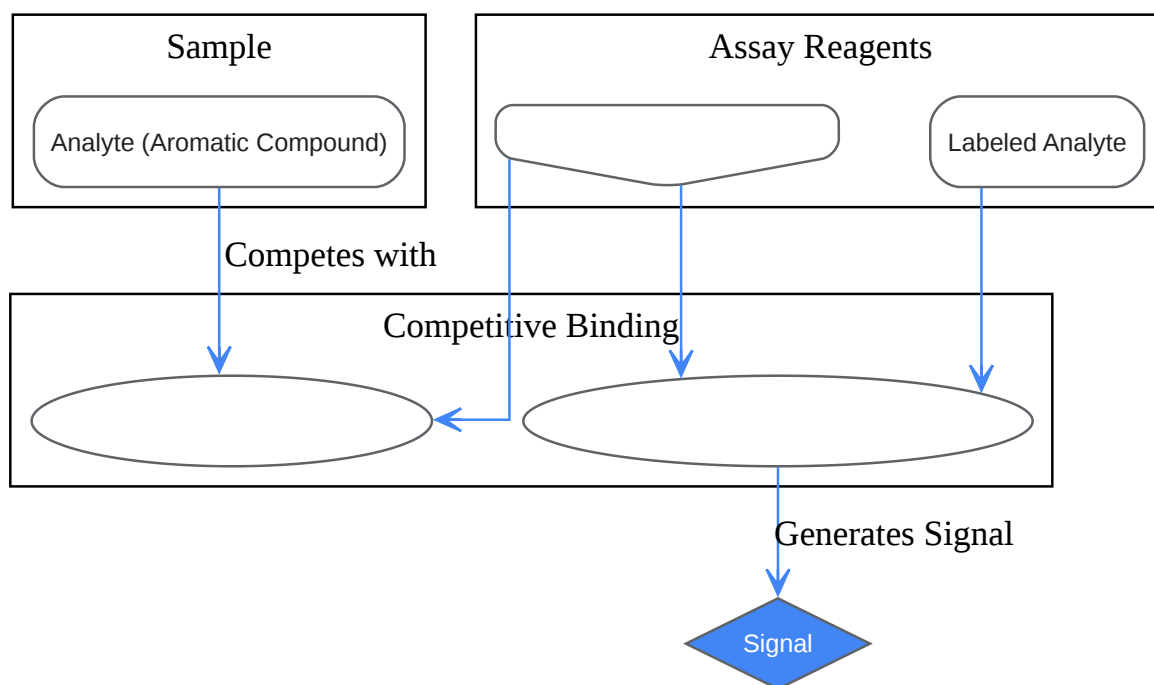 Sample
Assay Reagents
Analyte (Aromatic Compound)
Labeled Analyte
Competes with
Competitive Binding
Generates Signal
Signal